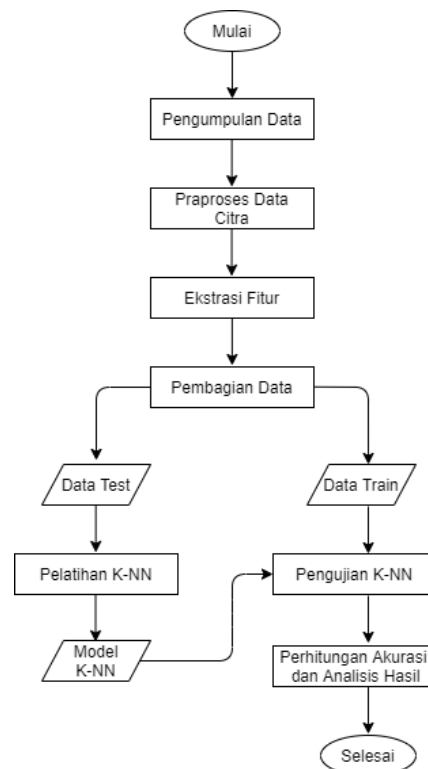 Mulai
Pengumpulan Data
Praproses Data
Citra
Ekstrasi Fitur
Pembagian Data
Data Test
Data Train
Pelatihan K-NN
Pengujian K-NN
Model
K-NN
Perhitungan Akurasi
dan Analisis Hasil
Selesai